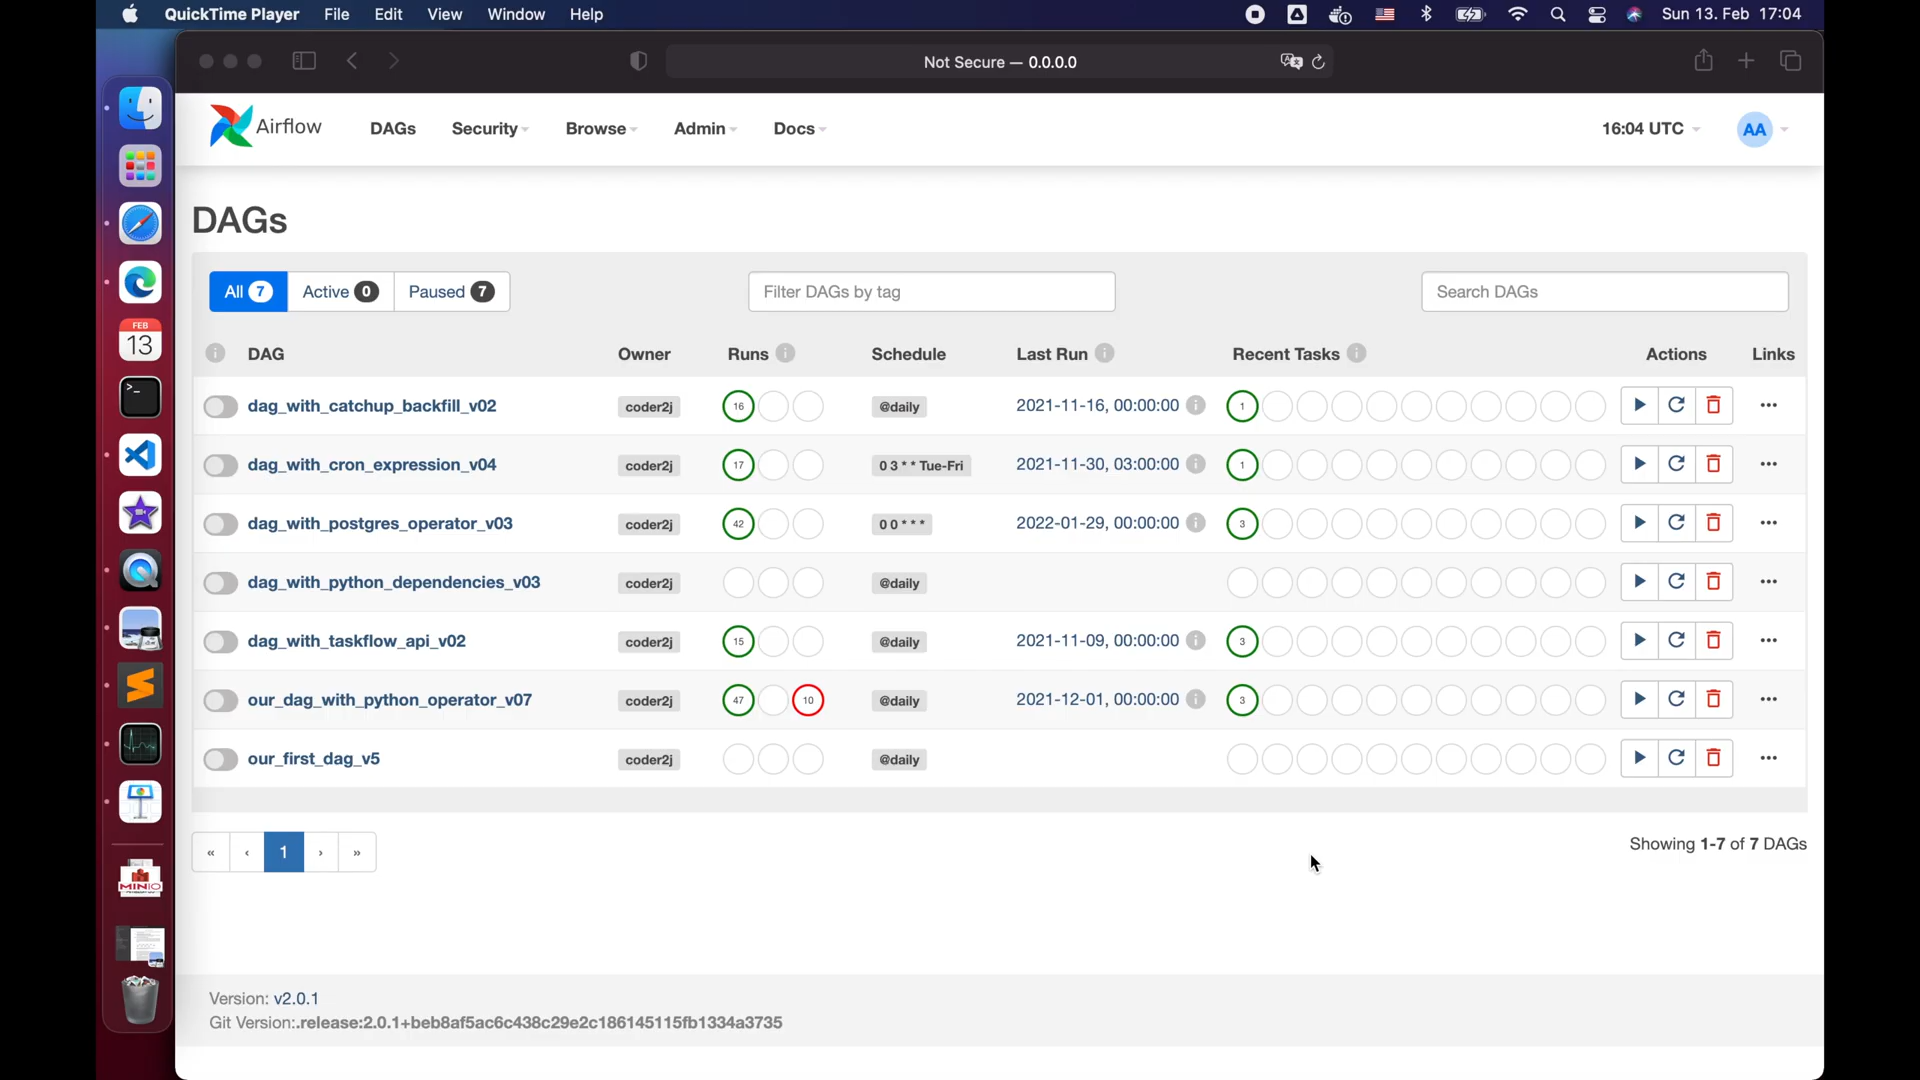 QuickTime Player File Edit View Window Help Sun 13. Feb 17:04
Not Secure — 0.0.0.0
Airflow DAGs Security Browse Admin Docs 16:04 UTC AA
DAGs
All 7 Active 0 Paused 7 Filter DAGs by tag Search DAGs
DAG Owner Runs Schedule Last Run Recent Tasks Actions Links
dag_with_catchup_backfill_v02 coder2j 16 @daily 2021-11-16, 00:00:00 1
dag_with_cron_expression_v04 coder2j 17 0 3 * * Tue-Fri 2021-11-30, 03:00:00 1
dag_with_postgres_operator_v03 coder2j 42 0 0 * * * 2022-01-29, 00:00:00 3
dag_with_python_dependencies_v03 coder2j @daily
dag_with_taskflow_api_v02 coder2j 15 @daily 2021-11-09, 00:00:00 3
our_dag_with_python_operator_v07 coder2j 47 10 @daily 2021-12-01, 00:00:00 3
our_first_dag_v5 coder2j @daily
« ‹ 1 › » Showing 1-7 of 7 DAGs
Version: v2.0.1
Git Version:.release:2.0.1+beb8af5ac6c438c29e2c186145115fb1334a3735
FEB
13
MINIO